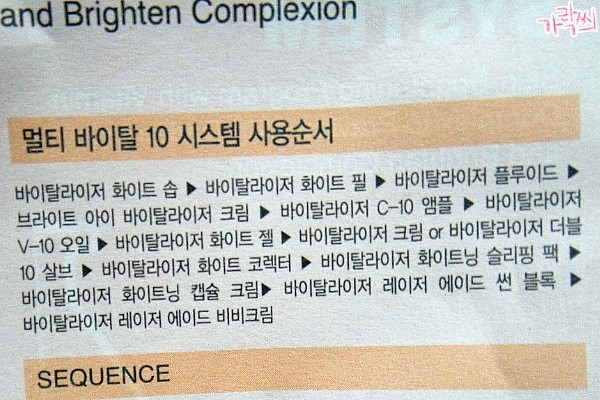 and Brighten Complexion
가락씨
멀티 바이탈 10 시스템 사용순서
바이탈라이저 화이트 솝 ▶ 바이탈라이저 화이트 필 ▶ 바이탈라이저 플루이드 ▶
브라이트 아이 바이탈라이저 크림 ▶ 바이탈라이저 C-10 앰플 ▶ 바이탈라이저
V-10 오일 ▶ 바이탈라이저 화이트 젤 ▶ 바이탈라이저 크림 or 바이탈라이저 더블
10 살브 ▶ 바이탈라이저 화이트 코렉터 ▶ 바이탈라이저 화이트닝 슬리핑 팩 ▶
바이탈라이저 화이트닝 캡슐 크림▶ 바이탈라이저 레이저 에이드 썬 블록 ▶
바이탈라이저 레이저 에이드 비비크림
SEQUENCE